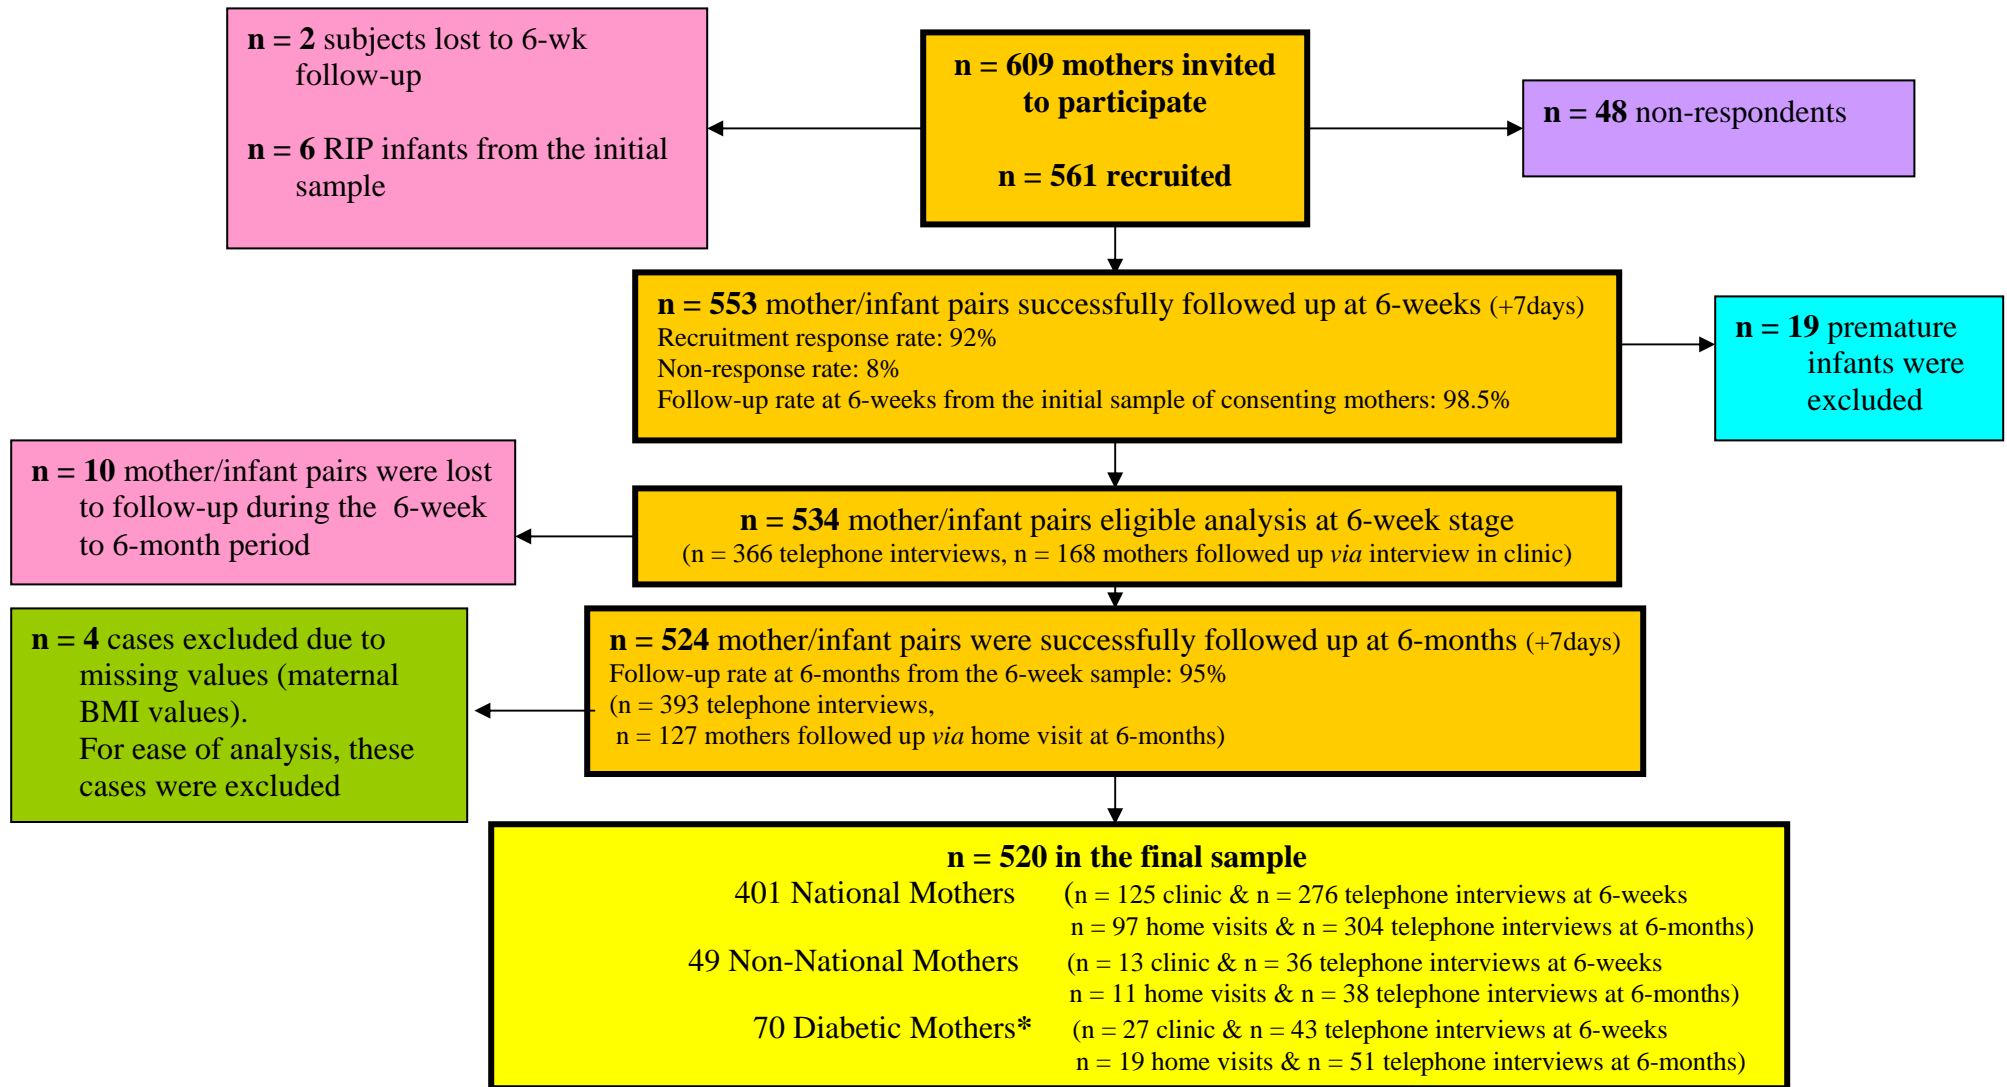 n = 2 subjects lost to 6-wk
follow-up
n = 6 RIP infants from the initial
sample
n = 609 mothers invited
to participate
n = 561 recruited
n = 48 non-respondents
n = 553 mother/infant pairs successfully followed up at 6-weeks (+7days)
Recruitment response rate: 92%
Non-response rate: 8%
Follow-up rate at 6-weeks from the initial sample of consenting mothers: 98.5%
n = 19 premature
infants were
excluded
n = 10 mother/infant pairs were lost
to follow-up during the 6-week
to 6-month period
n = 534 mother/infant pairs eligible analysis at 6-week stage
(n = 366 telephone interviews, n = 168 mothers followed up via interview in clinic)
n = 4 cases excluded due to
missing values (maternal
BMI values).
For ease of analysis, these
cases were excluded
n = 524 mother/infant pairs were successfully followed up at 6-months (+7days)
Follow-up rate at 6-months from the 6-week sample: 95%
(n = 393 telephone interviews,
n = 127 mothers followed up via home visit at 6-months)
n = 520 in the final sample
401 National Mothers (n = 125 clinic & n = 276 telephone interviews at 6-weeks
n = 97 home visits & n = 304 telephone interviews at 6-months)
49 Non-National Mothers (n = 13 clinic & n = 36 telephone interviews at 6-weeks
n = 11 home visits & n = 38 telephone interviews at 6-months)
70 Diabetic Mothers* (n = 27 clinic & n = 43 telephone interviews at 6-weeks
n = 19 home visits & n = 51 telephone interviews at 6-months)